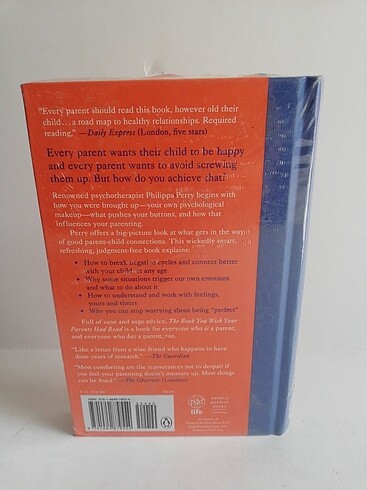 "Every parent should read this book, however old their
child . . . a road map to healthy relationships. Required
reading." —Daily Express (London, five stars)
Every parent wants their child to be happy
and every parent wants to avoid screwing
them up. But how do you achieve that?
Renowned psychotherapist Philippa Perry begins with
how you were brought up—your own psychological
makeup—what pushes your buttons, and how that
influences your parenting.
Perry offers a big-picture look at what gets in the way
of good parent-child connections. This wickedly smart,
refreshing, judgment-free book explains:
• How to break negative cycles and connect better
with your child at any age
• Why some situations trigger our own emotions
and what to do about it
• How to understand and work with feelings,
yours and theirs
• Why you can stop worrying about being "perfect"
Full of sane and sage advice, The Book You Wish Your
Parents Had Read is a book for everyone who is a parent,
and everyone who has a parent, too.
"Like a letter from a wise friend who happens to have
done years of research." —The Guardian
"Most comforting are the reassurances not to despair if
you feel your parenting doesn't measure up. Most things
can be fixed." —The Observer (London)
pgd
life
PAMELA
DORMAN
BOOKS